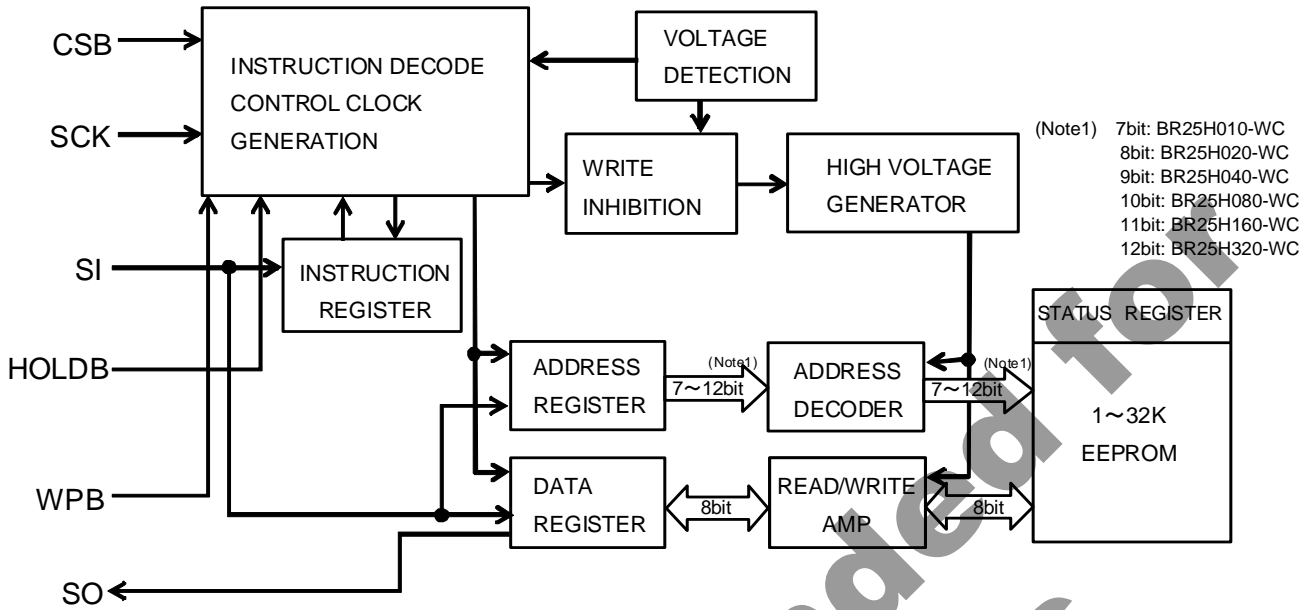 CSB
SCK
SI
HOLDB
WPB
SO
INSTRUCTION DECODE
CONTROL CLOCK
GENERATION
VOLTAGE
DETECTION
WRITE
INHIBITION
HIGH VOLTAGE
GENERATOR
(Note1) 7bit: BR25H010-WC
8bit: BR25H020-WC
9bit: BR25H040-WC
10bit: BR25H080-WC
11bit: BR25H160-WC
12bit: BR25H320-WC
INSTRUCTION
REGISTER
STATUS REGISTER
ADDRESS
REGISTER
(Note1)
7～12bit
ADDRESS
DECODER
(Note1)
7～12bit
1～32K
EEPROM
DATA
REGISTER
8bit
READ/WRITE
AMP
8bit
ded for